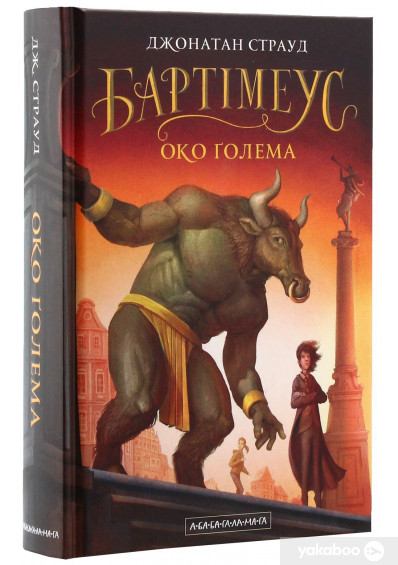 ДЖОНАТАН СТРАУД
БАРТІМЕУС
ОКО ҐОЛЕМА
А-БА-БА-ГА-ЛА-МА-ГА
ДЖ. СТРАУД
ОКО ҐОЛЕМА
А-БА-БА-ГА-ЛА-МА-ГА
yakaboo